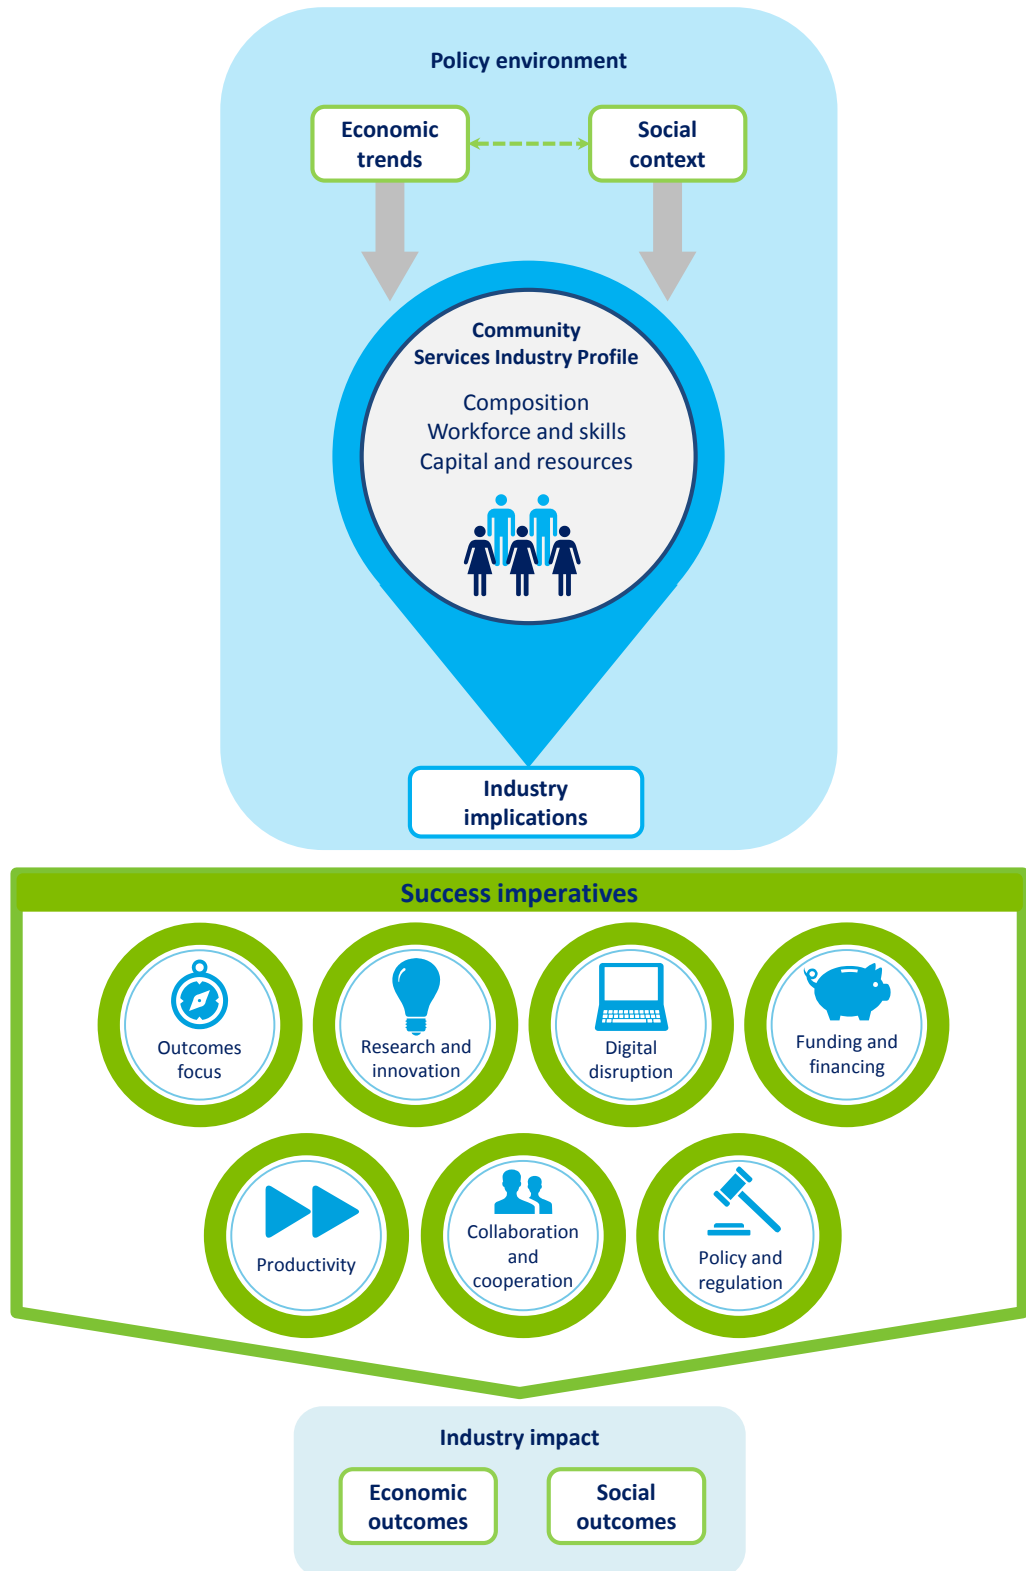 Policy environment
Economic
trends
Social
context
Community
Services Industry Profile
Composition
Workforce and skills
Capital and resources
Industry
implications
Success imperatives
Outcomes
focus
Research and
innovation
Digital
disruption
Funding and
financing
Productivity
Collaboration
and
cooperation
Policy and
regulation
Industry impact
Economic
outcomes
Social
outcomes